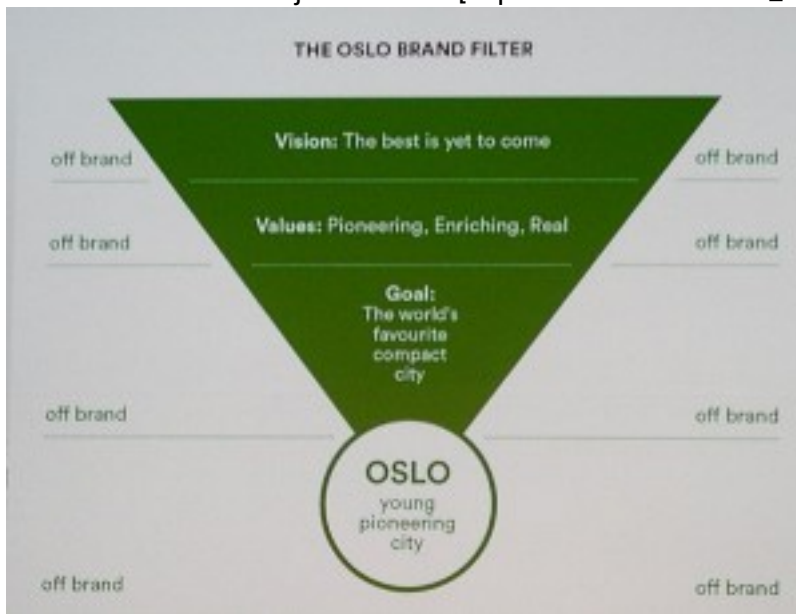 THE OSLO BRAND FILTER
Vision: The best is yet to come
off brand
off brand
Values: Pioneering, Enriching, Real
off brand
off brand
Goal:
The world's
favourite
compact
city
off brand
off brand
OSLO
young
pioneering
city
off brand
off brand